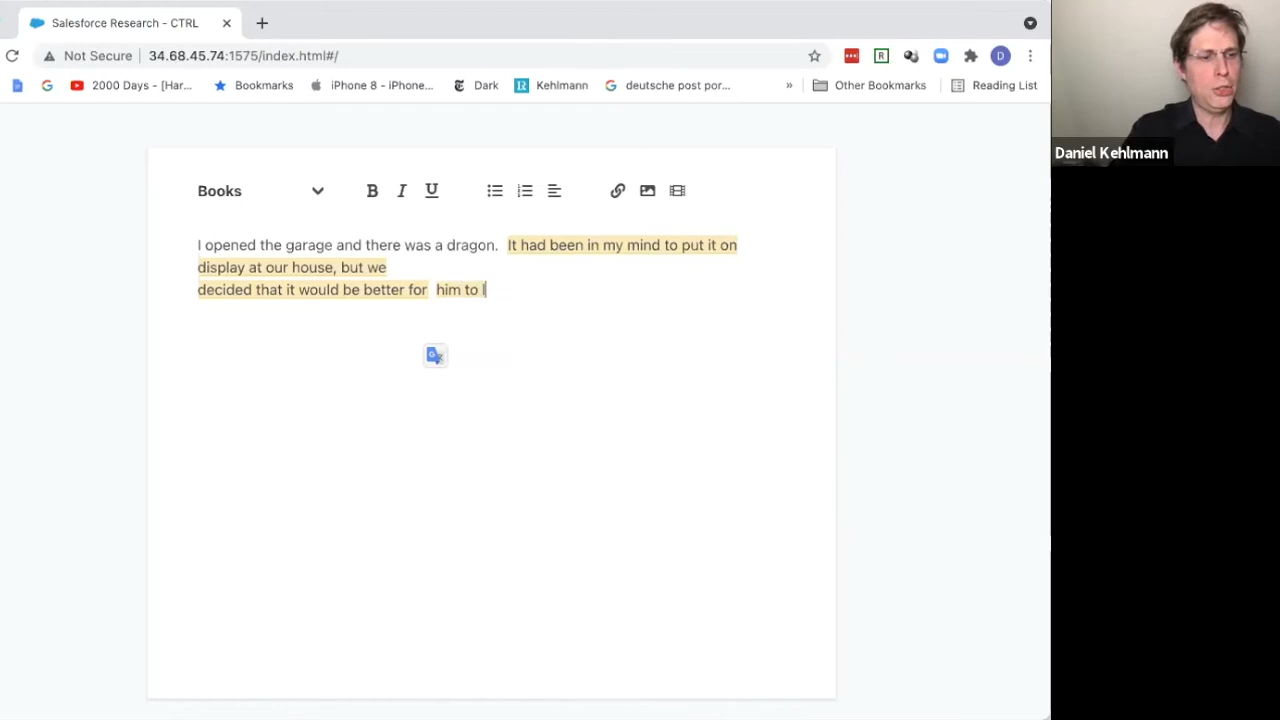 Salesforce Research - CTRL
Not Secure 34.68.45.74:1575/index.html#/
2000 Days - [Har... Bookmarks iPhone 8 - iPhone... Dark Kehlmann deutsche post por... » Other Bookmarks Reading List
Daniel Kehlmann
Books B I U
I opened the garage and there was a dragon. It had been in my mind to put it on
display at our house, but we
decided that it would be better for him to l